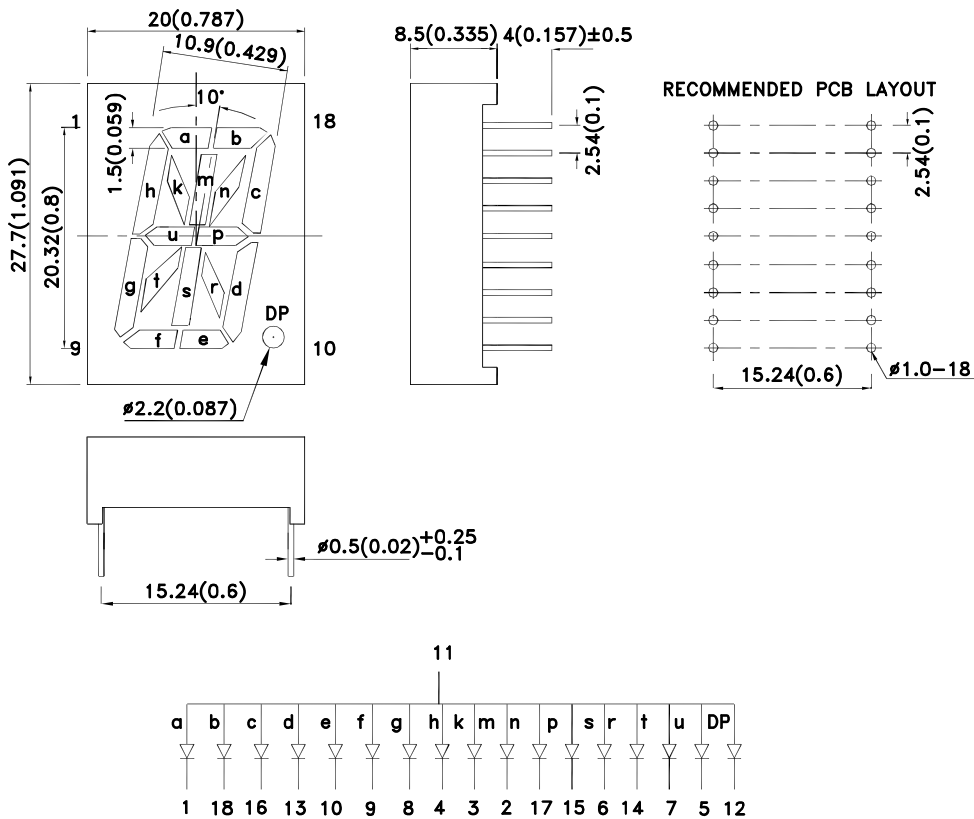 20(0.787)
10.9(0.429)
10°
1
18
a
b
1.5(0.059)
27.7(1.091)
20.32(0.8)
h
k
m
n
c
u
p
g
t
s
r
d
DP
f
e
9
10
ø2.2(0.087)
8.5(0.335)
4(0.157)±0.5
2.54(0.1)
RECOMMENDED PCB LAYOUT
2.54(0.1)
15.24(0.6)
ø1.0-18
ø0.5(0.02)+0.25
-0.1
15.24(0.6)
11
a b c d e f g h k m n p s r t u DP
1 18 16 13 10 9 8 4 3 2 17 15 6 14 7 5 12